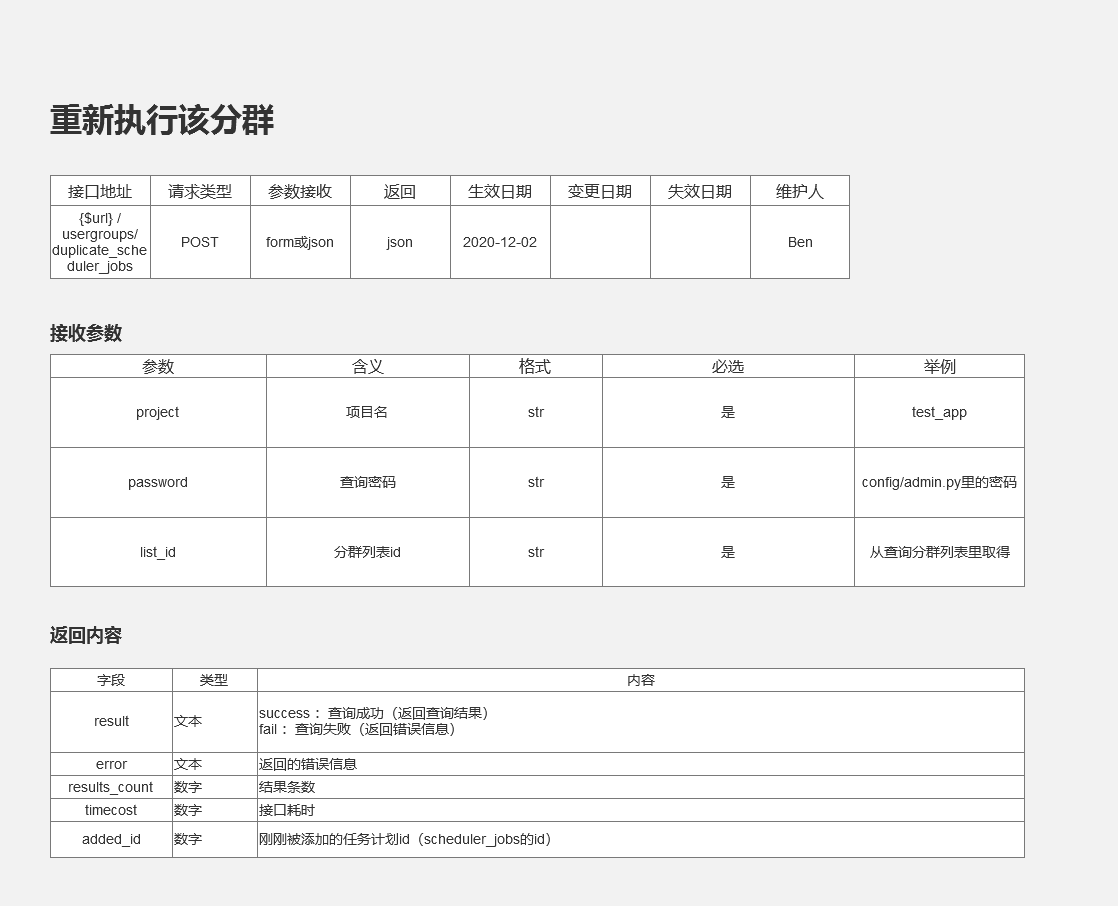 重新执行该分群
接口地址 请求类型 参数接收 返回 生效日期 变更日期 失效日期 维护人
{$url} /
usergroups/
duplicate_sche
duler_jobs
POST form或json json 2020-12-02 Ben
接收参数
参数 含义 格式 必选 举例
project 项目名 str 是 test_app
password 查询密码 str 是 config/admin.py里的密码
list_id 分群列表id str 是 从查询分群列表里取得
返回内容
字段 类型 内容
result 文本 success： 查询成功（返回查询结果）
fail： 查询失败（返回错误信息）
error 文本 返回的错误信息
results_count 数字 结果条数
timecost 数字 接口耗时
added_id 数字 刚刚被添加的任务计划id（scheduler_jobs的id）